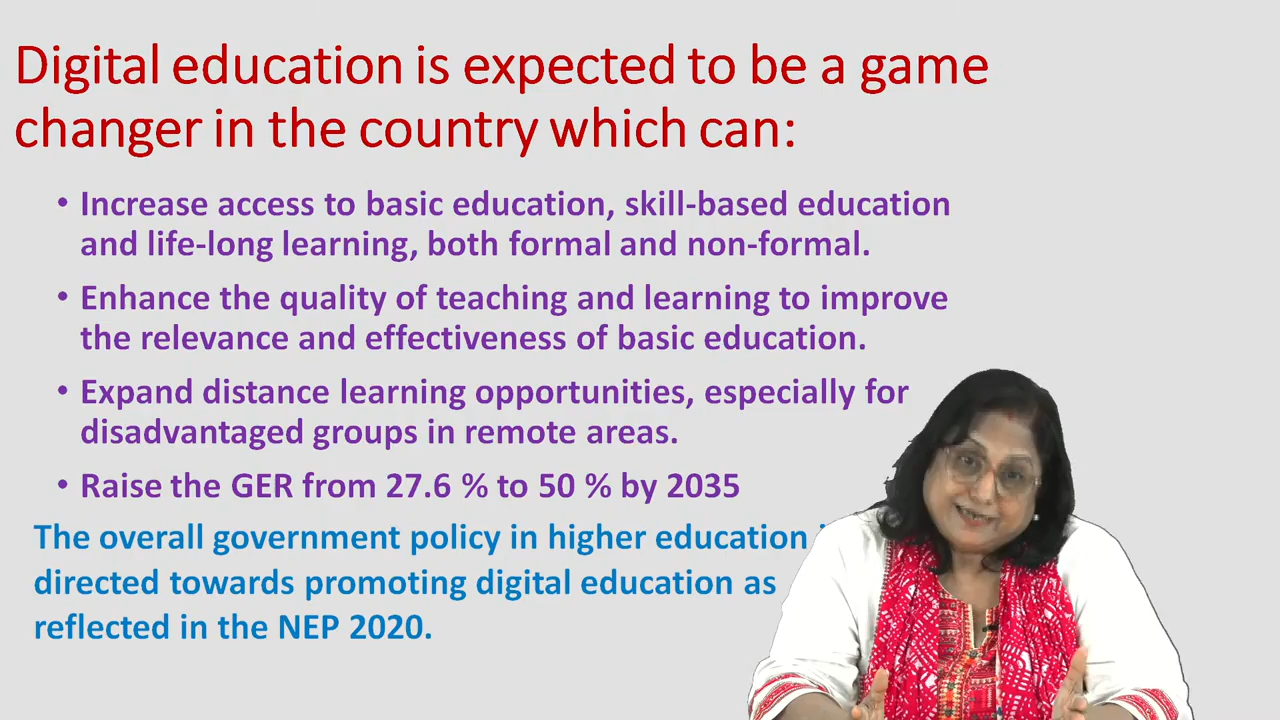 Digital education is expected to be a game
changer in the country which can:
• Increase access to basic education, skill-based education
and life-long learning, both formal and non-formal.
• Enhance the quality of teaching and learning to improve
the relevance and effectiveness of basic education.
• Expand distance learning opportunities, especially for
disadvantaged groups in remote areas.
• Raise the GER from 27.6 % to 50 % by 2035
The overall government policy in higher education
directed towards promoting digital education as
reflected in the NEP 2020.